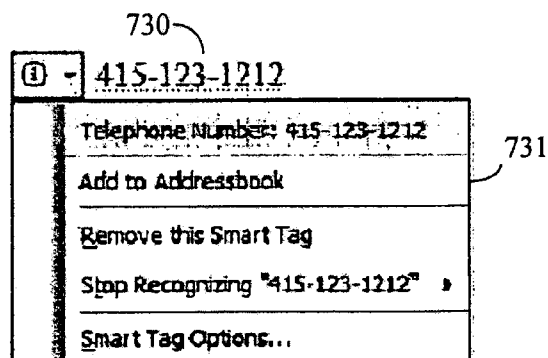 730
415-123-1212
Telephone Number: 415-123-1212
731
Add to Addressbook
Remove this Smart Tag
Stop Recognizing "415-123-1212"
Smart Tag Options...